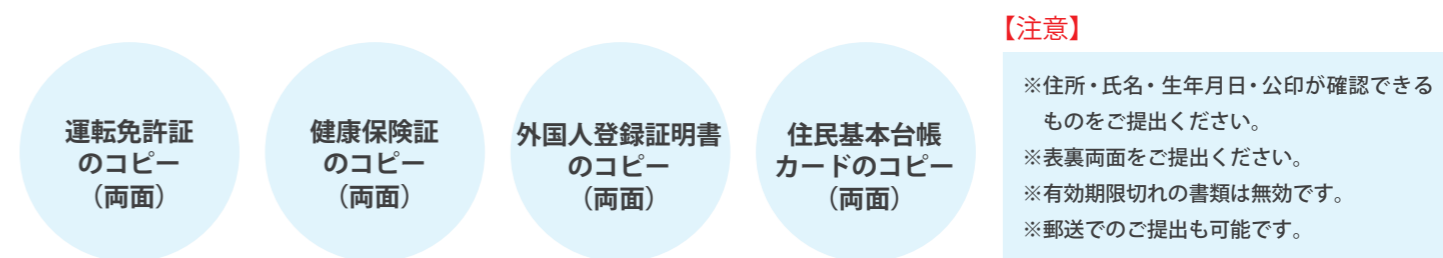 運転免許証
のコピー
（両面）
健康保険証
のコピー
（両面）
外国人登録証明書
のコピー
（両面）
住民基本台帳
カードのコピー
（両面）
【注意】
※住所・氏名・生年月日・公印が確認できる
ものをご提出ください。
※表裏両面をご提出ください。
※有効期限切れの書類は無効です。
※郵送でのご提出も可能です。